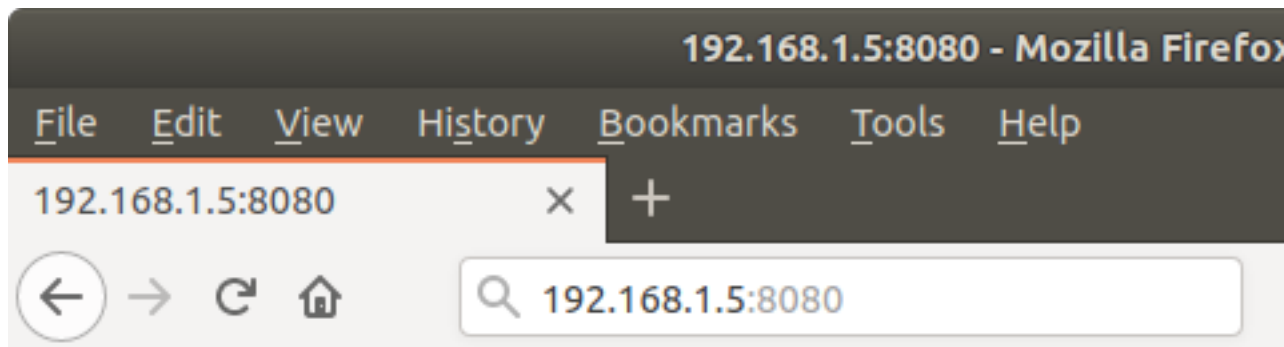 192.168.1.5:8080 - Mozilla Firefox
File Edit View History Bookmarks Tools Help
192.168.1.5:8080
192.168.1.5:8080